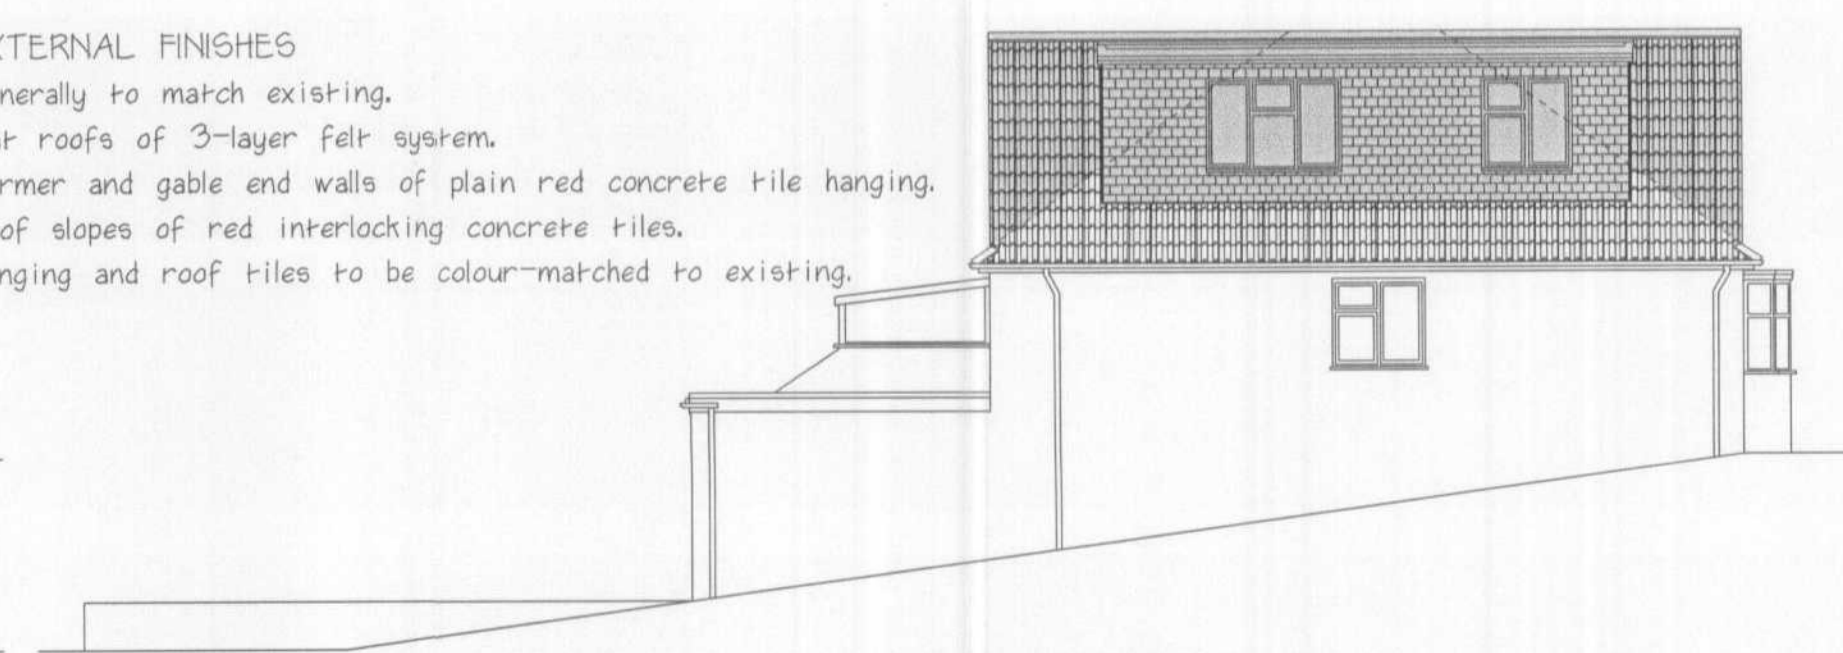 XTERNAL FINISHES
nerally to match existing.
t roofs of 3-layer felt system.
rmer and gable end walls of plain red concrete tile hanging.
of slopes of red interlocking concrete tiles.
nging and roof tiles to be colour-matched to existing.